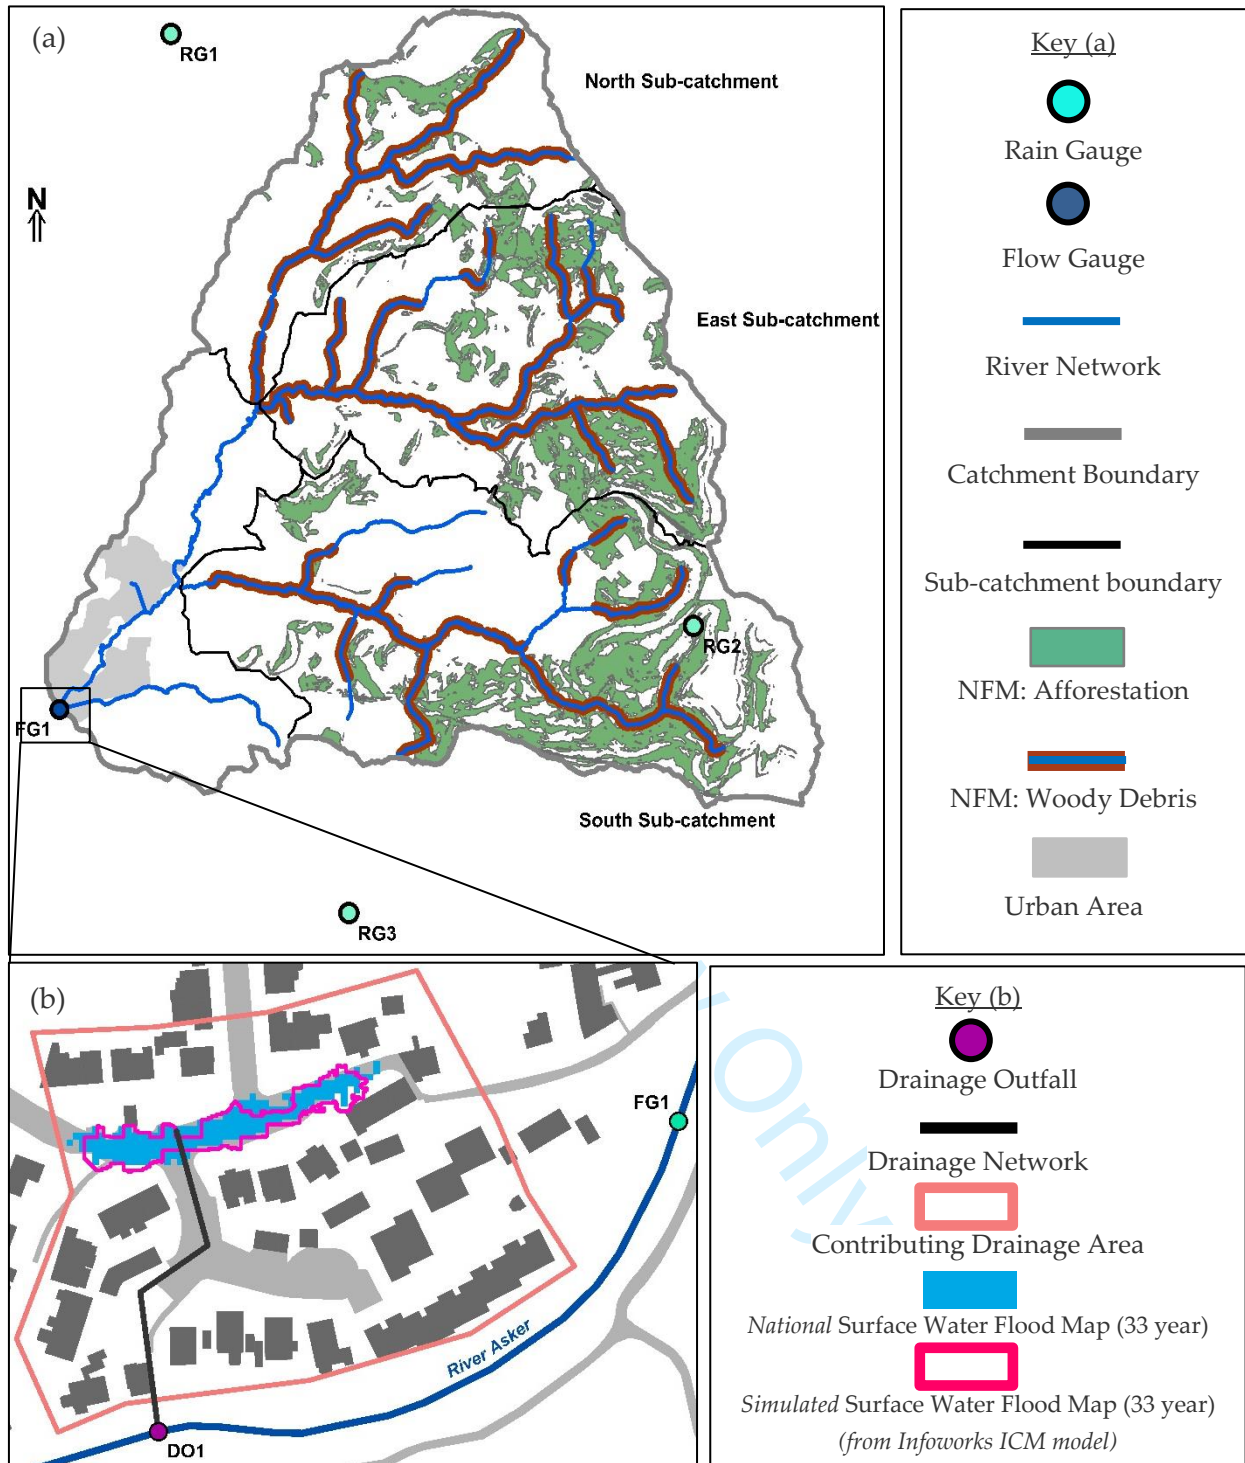 (a)
RG1
North Sub-catchment
N
East Sub-catchment
RG2
FG1
South Sub-catchment
RG3
Key (a)
Rain Gauge
Flow Gauge
River Network
Catchment Boundary
Sub-catchment boundary
NFM: Afforestation
NFM: Woody Debris
Urban Area
(b)
FG1
River Asker
DO1
Key (b)
Drainage Outfall
Drainage Network
Contributing Drainage Area
National Surface Water Flood Map (33 year)
Simulated Surface Water Flood Map (33 year)
(from Infoworks ICM model)
Only